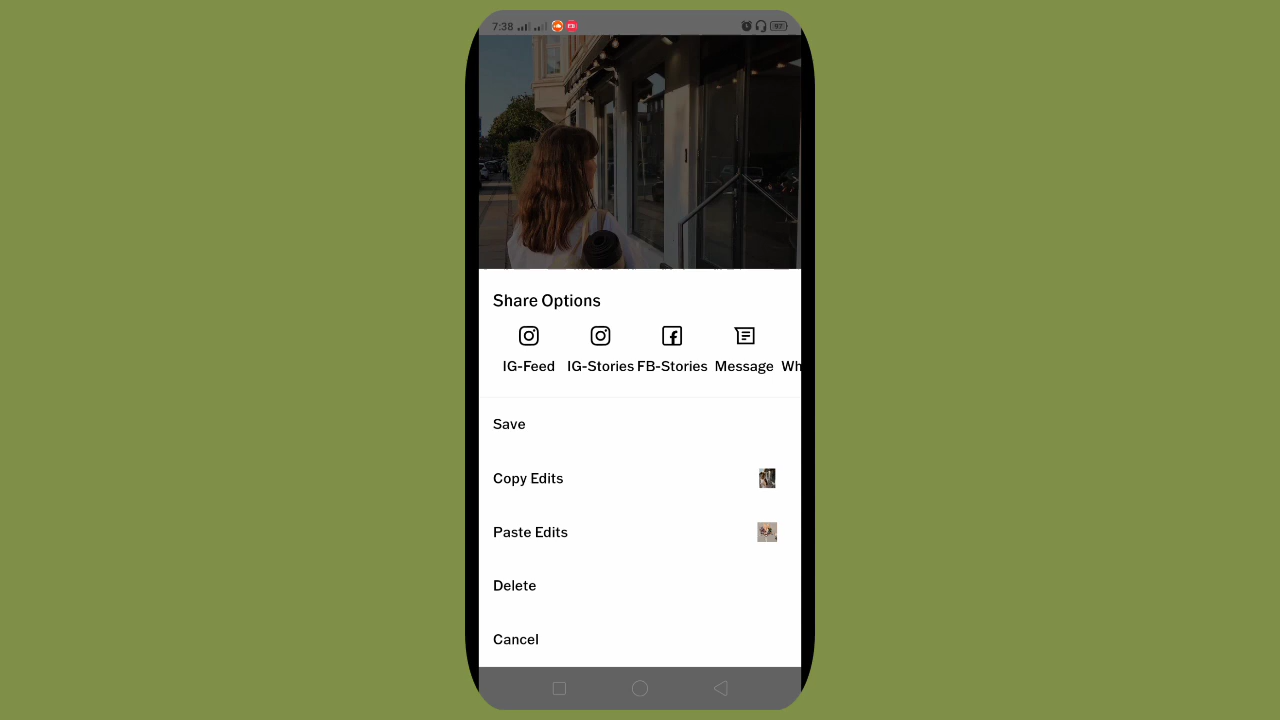 7:38
97
Share Options
IG-Feed IG-Stories FB-Stories Message Wh
Save
Copy Edits
Paste Edits
Delete
Cancel